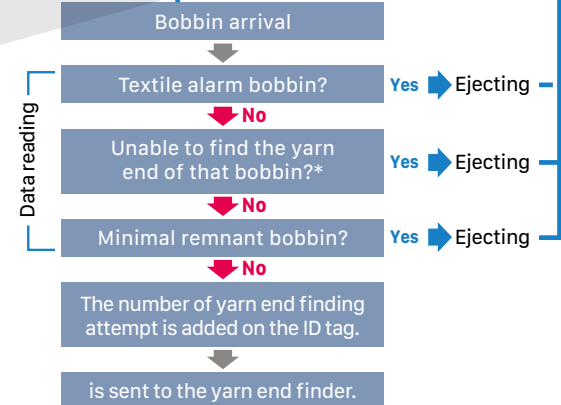 Bobbin arrival
Textile alarm bobbin?
Yes
Ejecting
No
Data reading
Unable to find the yarn
end of that bobbin?*
Yes
Ejecting
No
Minimal remnant bobbin?
Yes
Ejecting
No
The number of yarn end finding
attempt is added on the ID tag.
is sent to the yarn end finder.